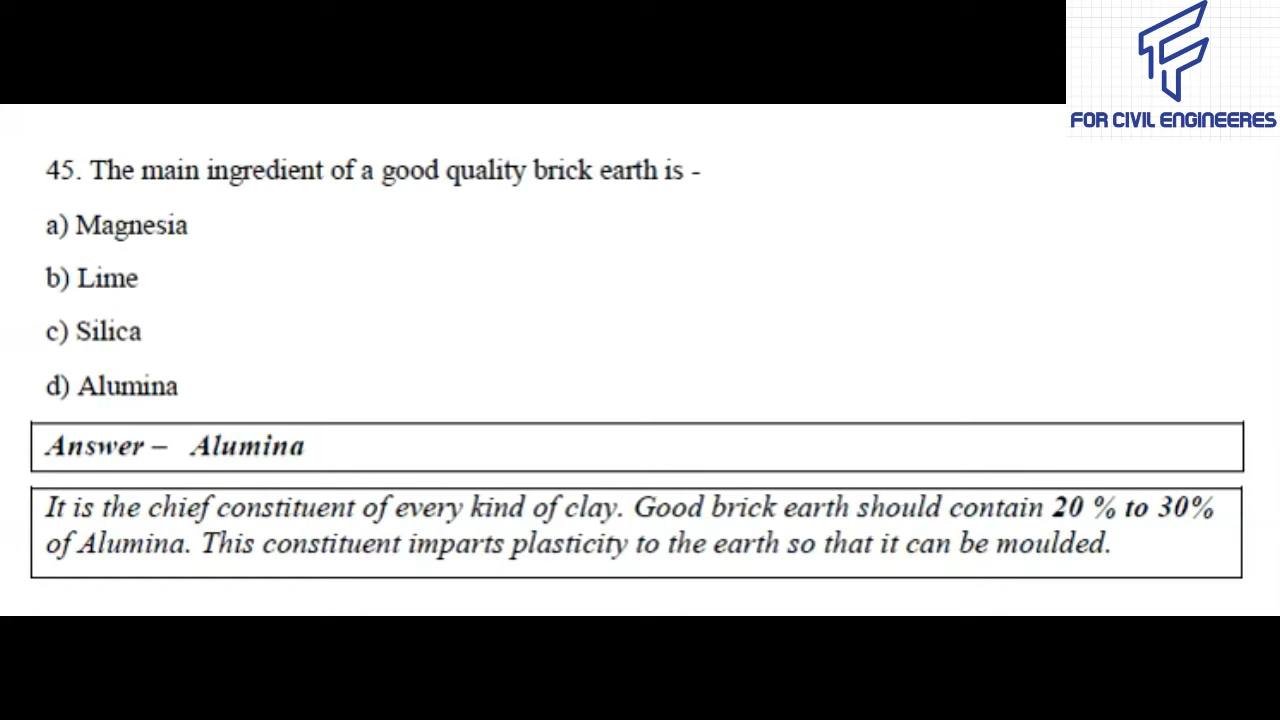 FOR CIVIL ENGINEERES
45. The main ingredient of a good quality brick earth is -
a) Magnesia
b) Lime
c) Silica
d) Alumina
Answer – Alumina
It is the chief constituent of every kind of clay. Good brick earth should contain 20 % to 30%
of Alumina. This constituent imparts plasticity to the earth so that it can be moulded.